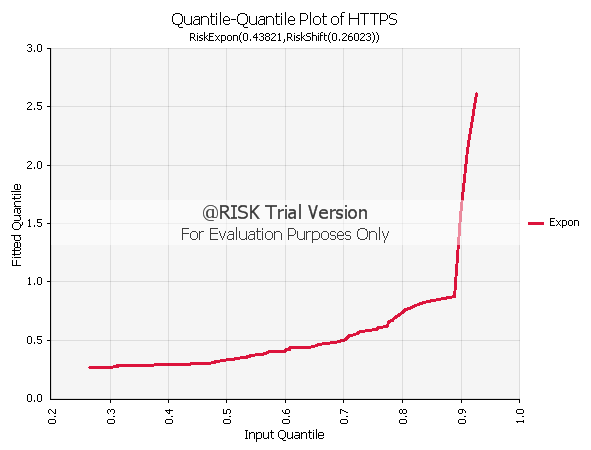 Quantile-Quantile Plot of HTTPS
RiskExpon(0.43821,RiskShift(0.26023))
3.0
2.5
2.0
1.5
1.0
0.5
0.0
Fitted Quantile
@RISK Trial Version
For Evaluation Purposes Only
Expon
0.2
0.3
0.4
0.5
0.6
0.7
0.8
0.9
1.0
Input Quantile